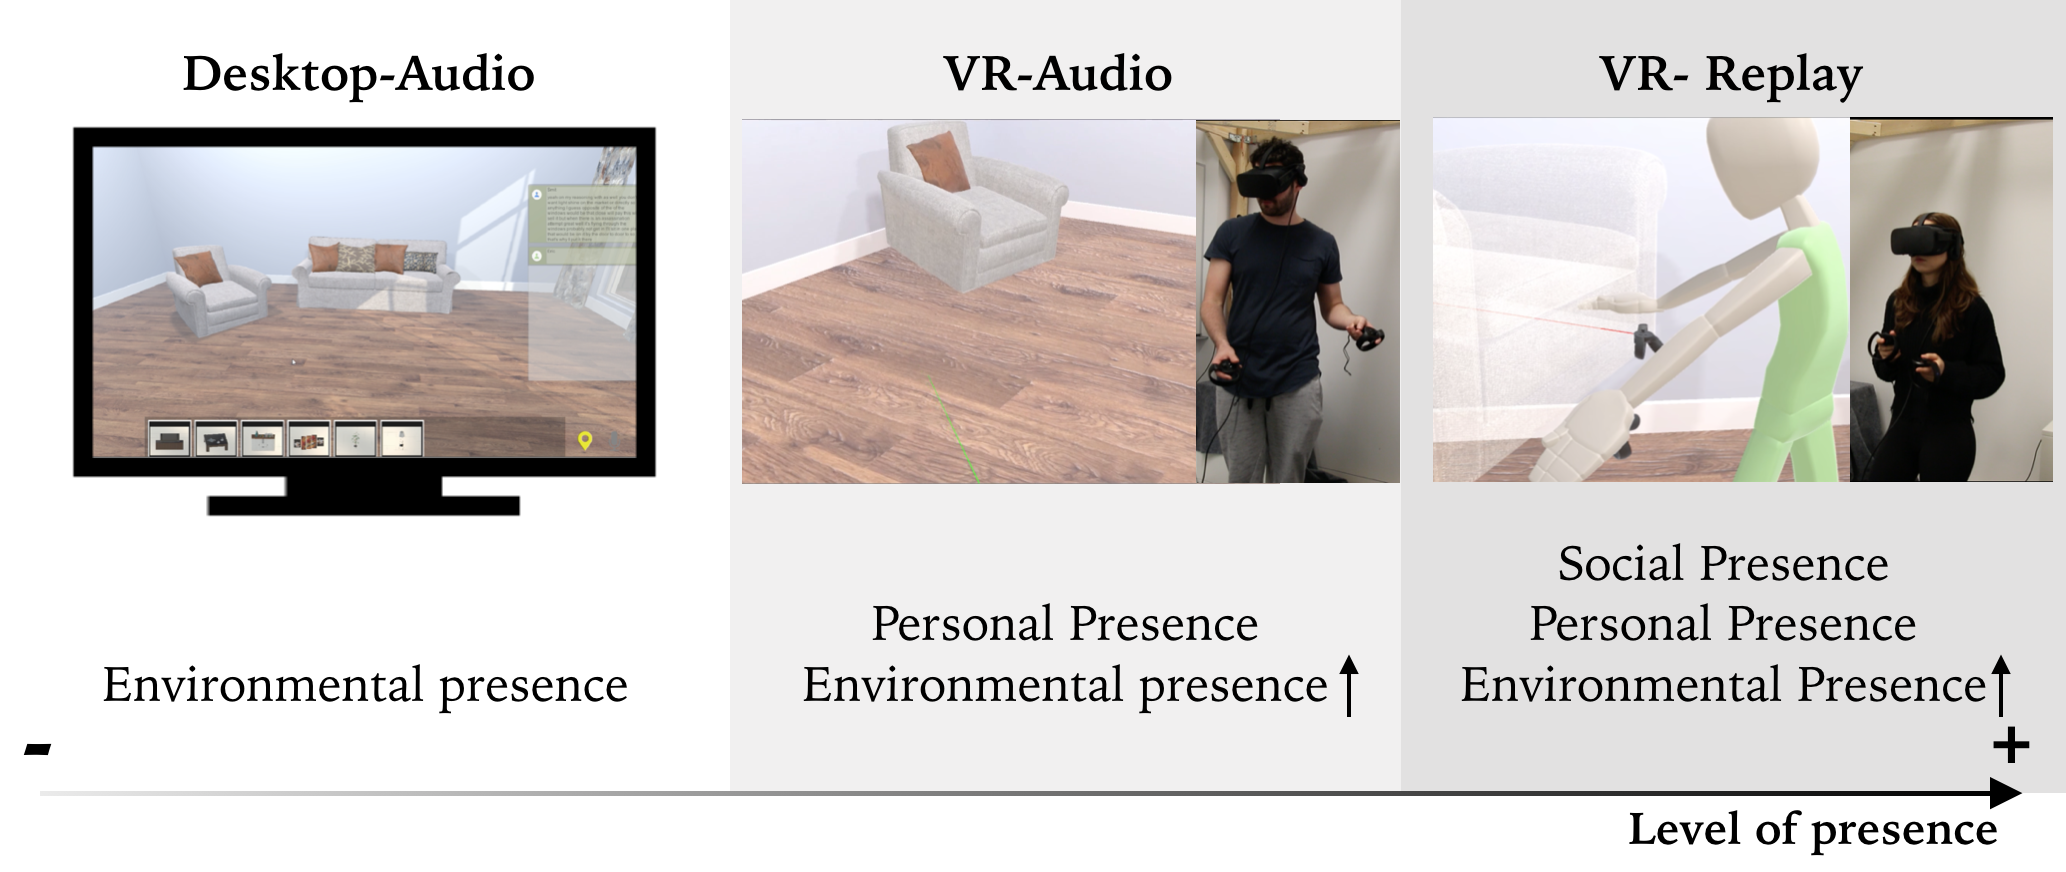 Desktop-Audio
VR-Audio
VR- Replay
Social Presence
Personal Presence
Personal Presence
Environmental presence
Environmental presence
Environmental Presence
-
+
Level of presence